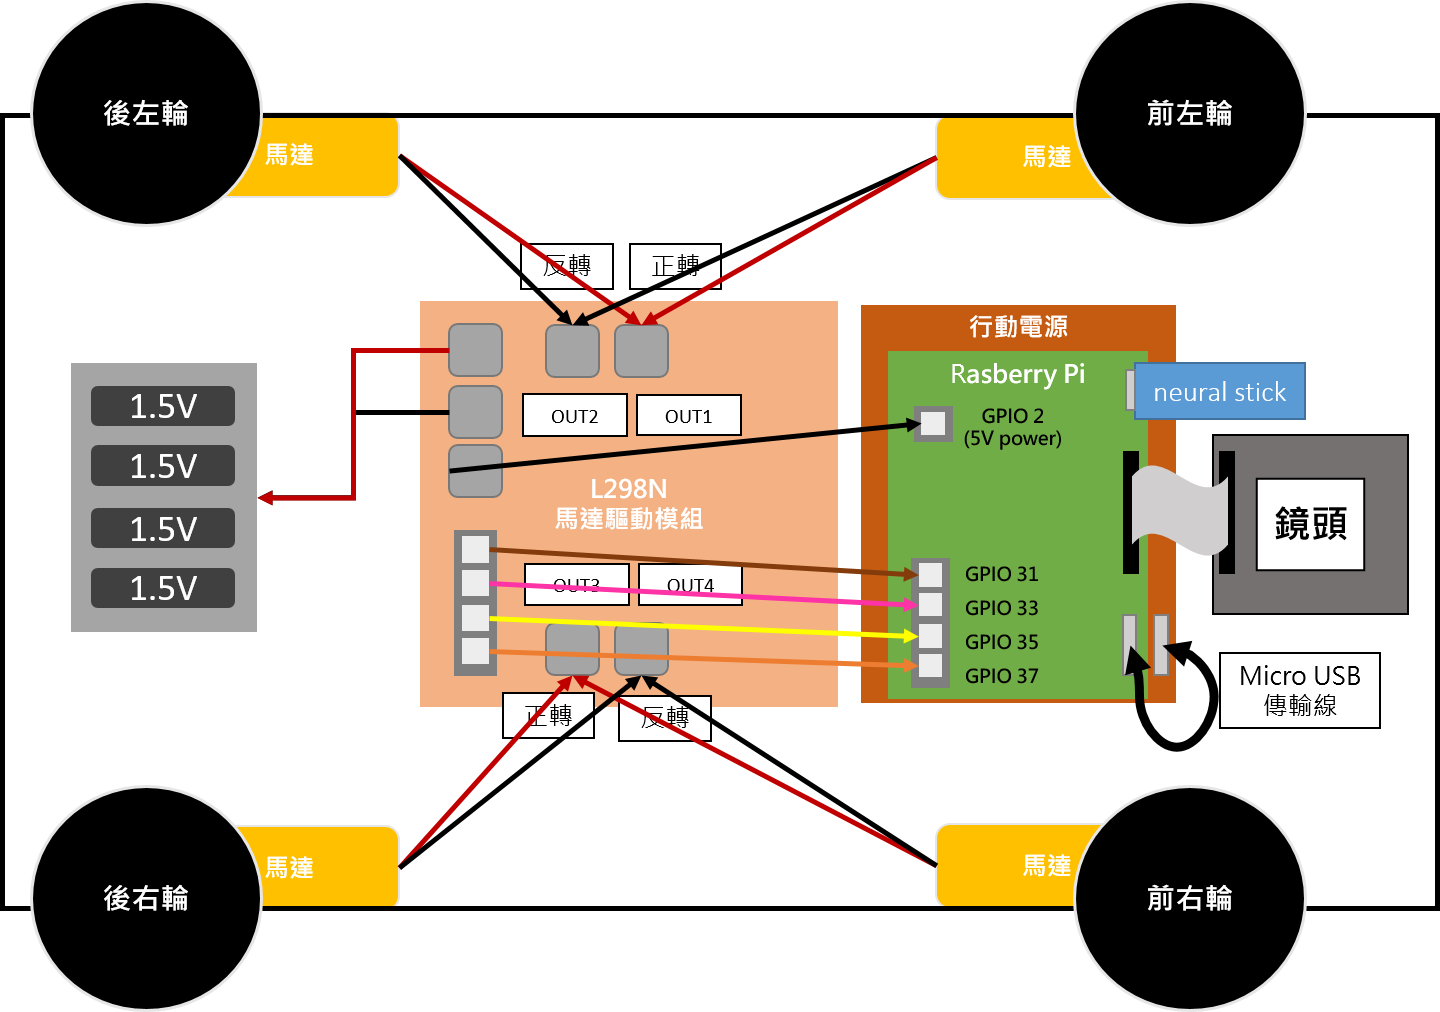 後左輪
前左輪
馬達
馬達
反轉
正轉
行動電源
Rasberry Pi
neural stick
1.5V
1.5V
1.5V
1.5V
OUT2
OUT1
GPIO 2
(5V power)
L298N
馬達驅動模組
鏡頭
OUT3
OUT4
GPIO 31
GPIO 33
GPIO 35
GPIO 37
Micro USB
傳輸線
正轉
反轉
馬達
馬達
後右輪
前右輪